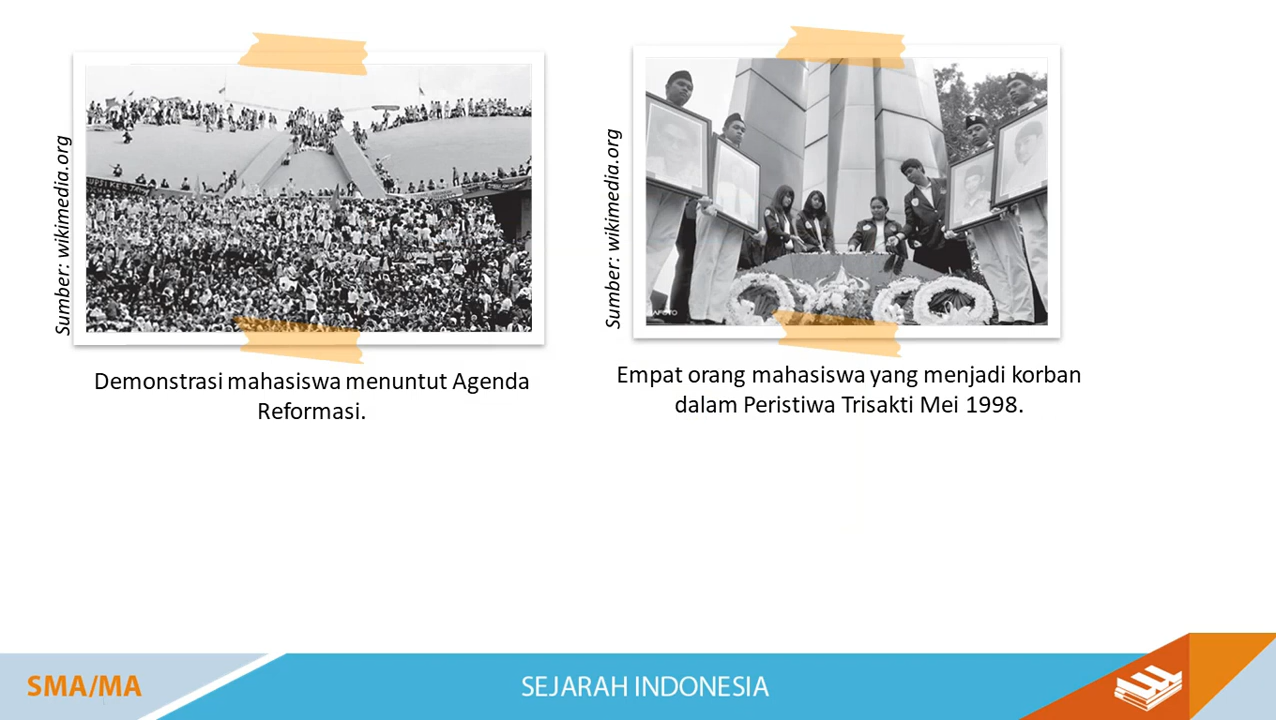 Sumber: wikimedia.org
Demonstrasi mahasiswa menuntut Agenda
Reformasi.
Sumber: wikimedia.org
Empat orang mahasiswa yang menjadi korban
dalam Peristiwa Trisakti Mei 1998.
SMA/MA
SEJARAH INDONESIA